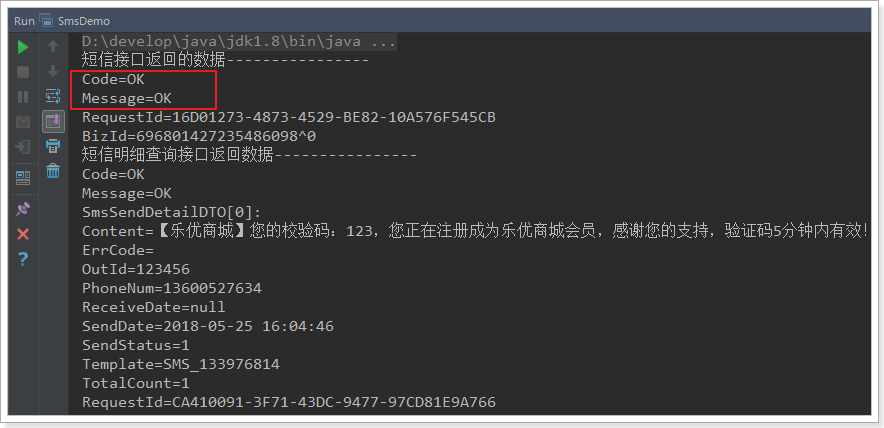 Run SmsDemo
D:\develop\java\jdk1.8\bin\java ...
短信接口返回的数据----------------
Code=OK
Message=OK
RequestId=16D01273-4873-4529-BE82-10A576F545CB
BizId=696801427235486098^0
短信明细查询接口返回数据----------------
Code=OK
Message=OK
SmsSendDetailDTO[0]:
Content=【乐优商城】您的校验码：123，您正在注册成为乐优商城会员，感谢您的支持，验证码5分钟内有效！
ErrCode=
OutId=123456
PhoneNum=13600527634
ReceiveDate=null
SendDate=2018-05-25 16:04:46
SendStatus=1
Template=SMS_133976814
TotalCount=1
RequestId=CA410091-3F71-43DC-9477-97CD81E9A766